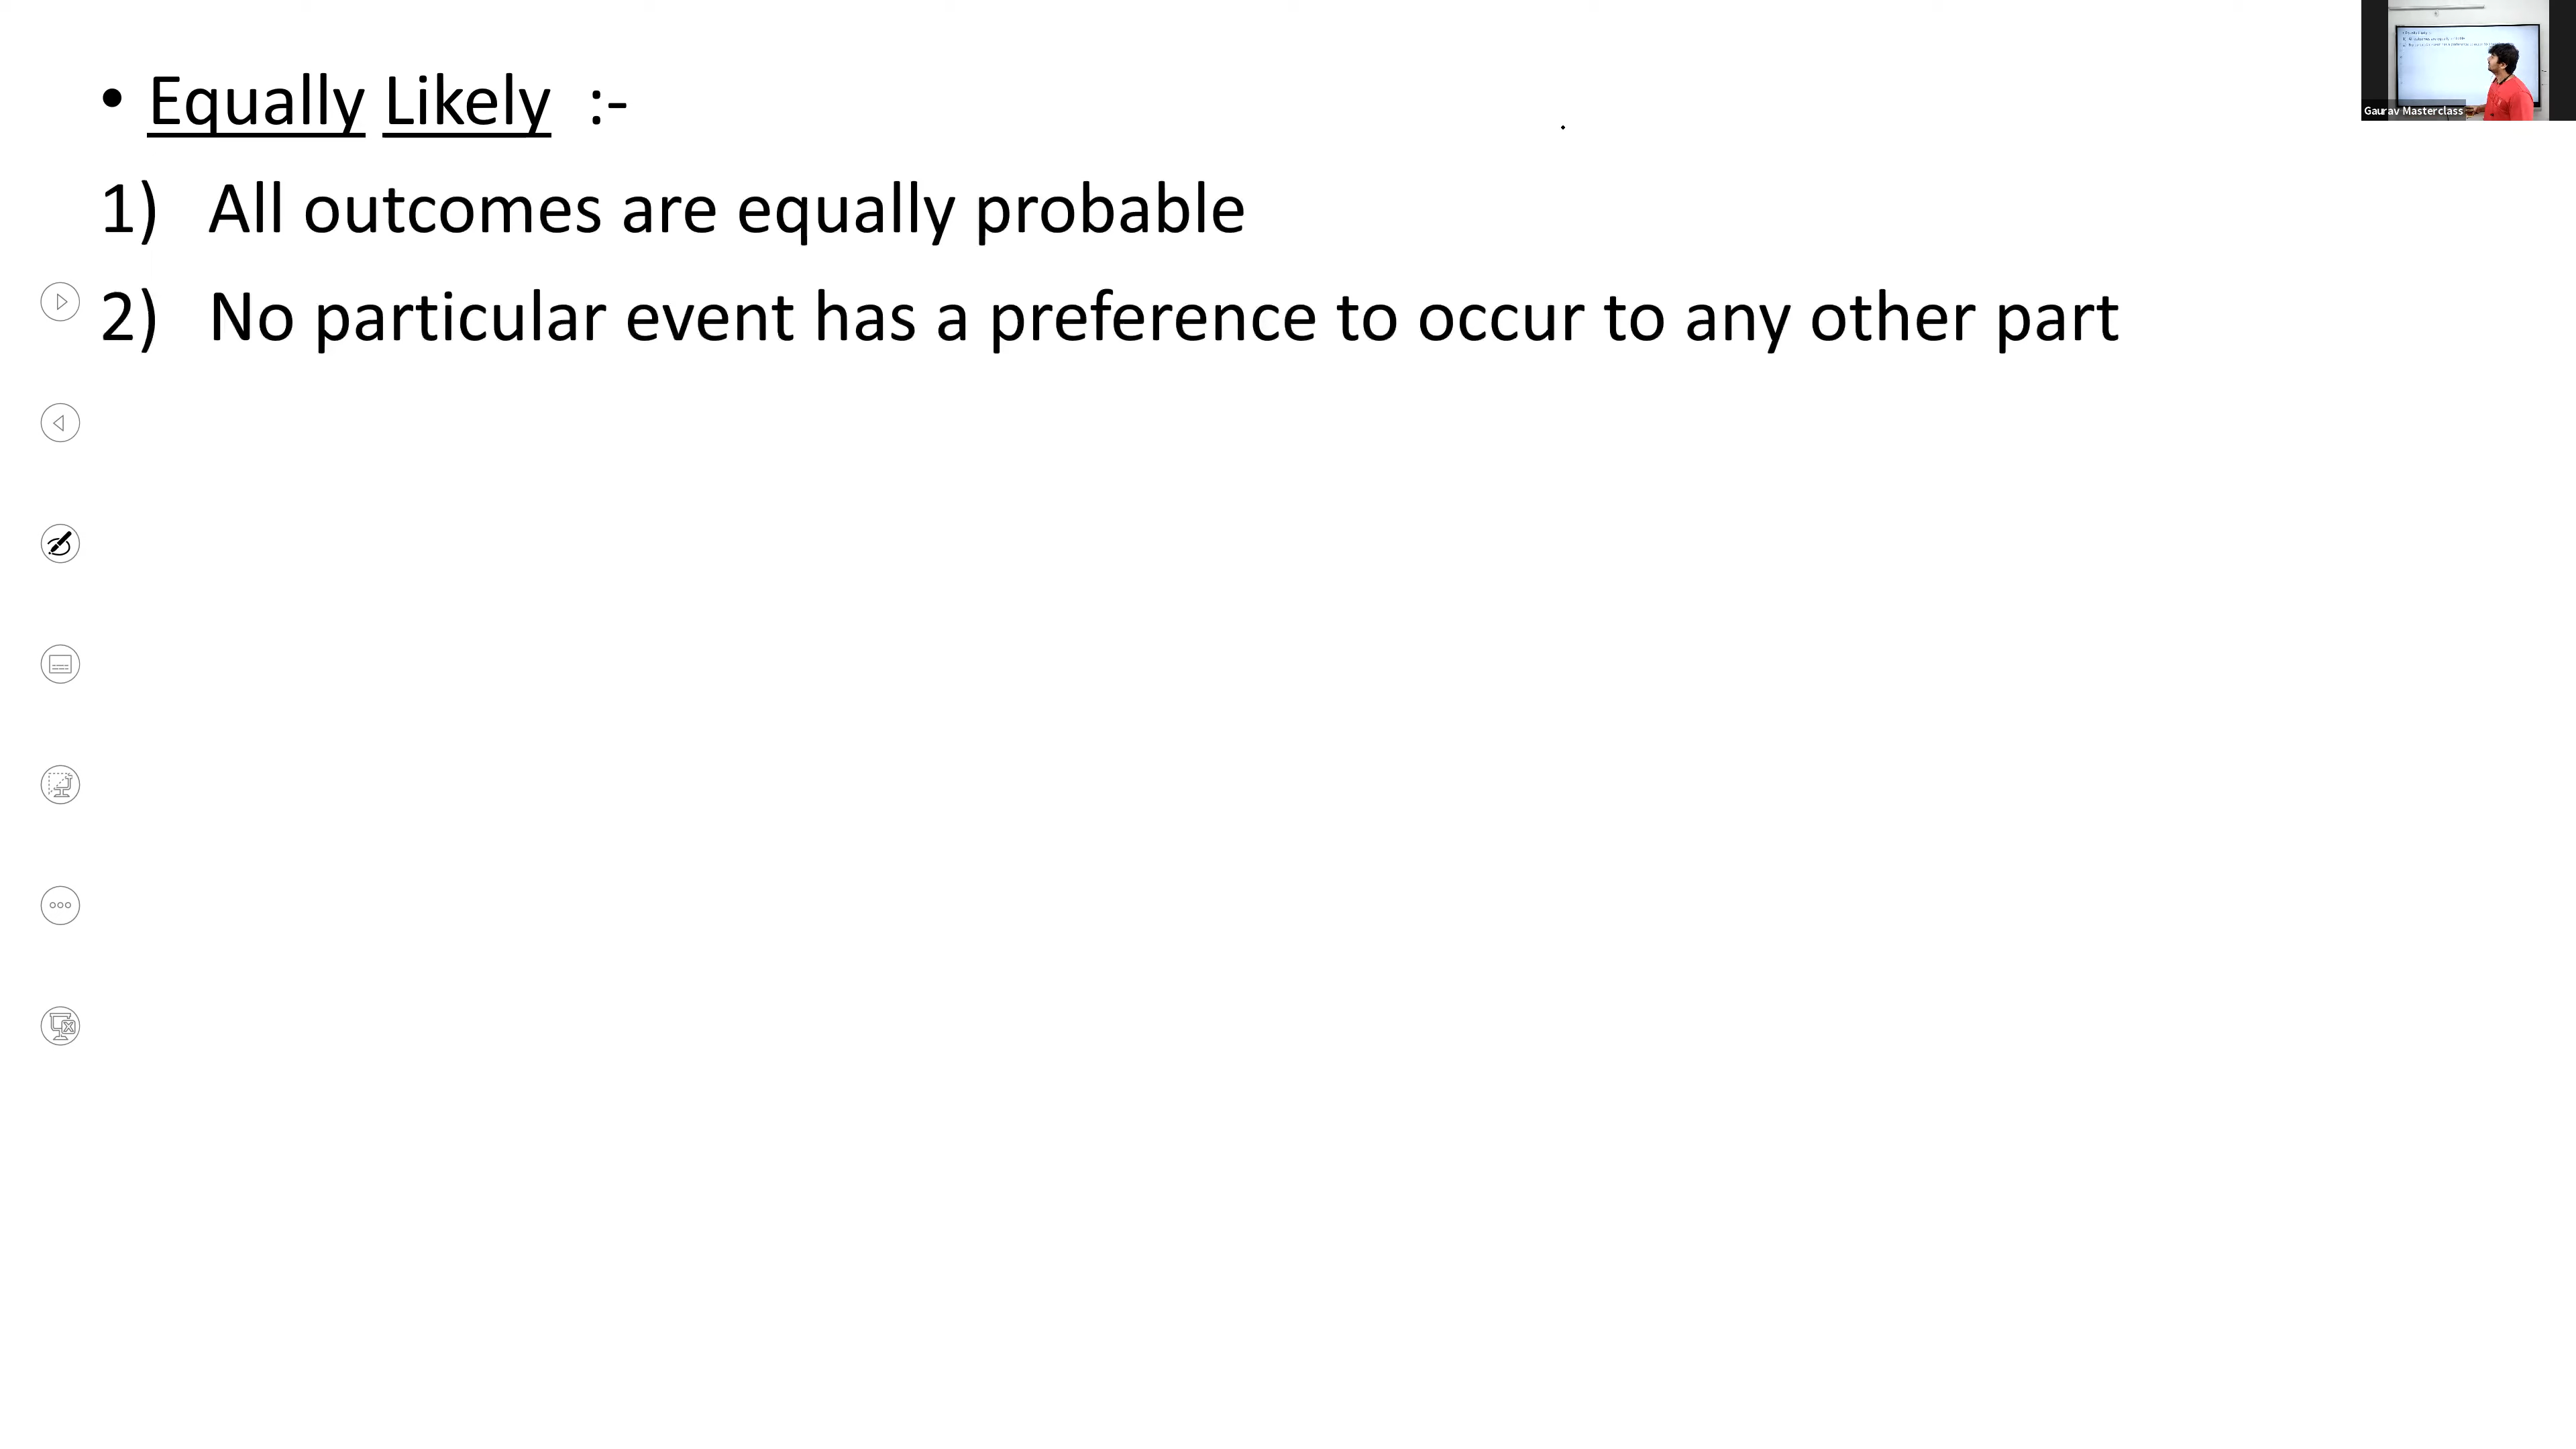 • Equally Likely :-
1) All outcomes are equally probable
2) No particular event has a preference to occur to any other part
Gaurav Masterclass